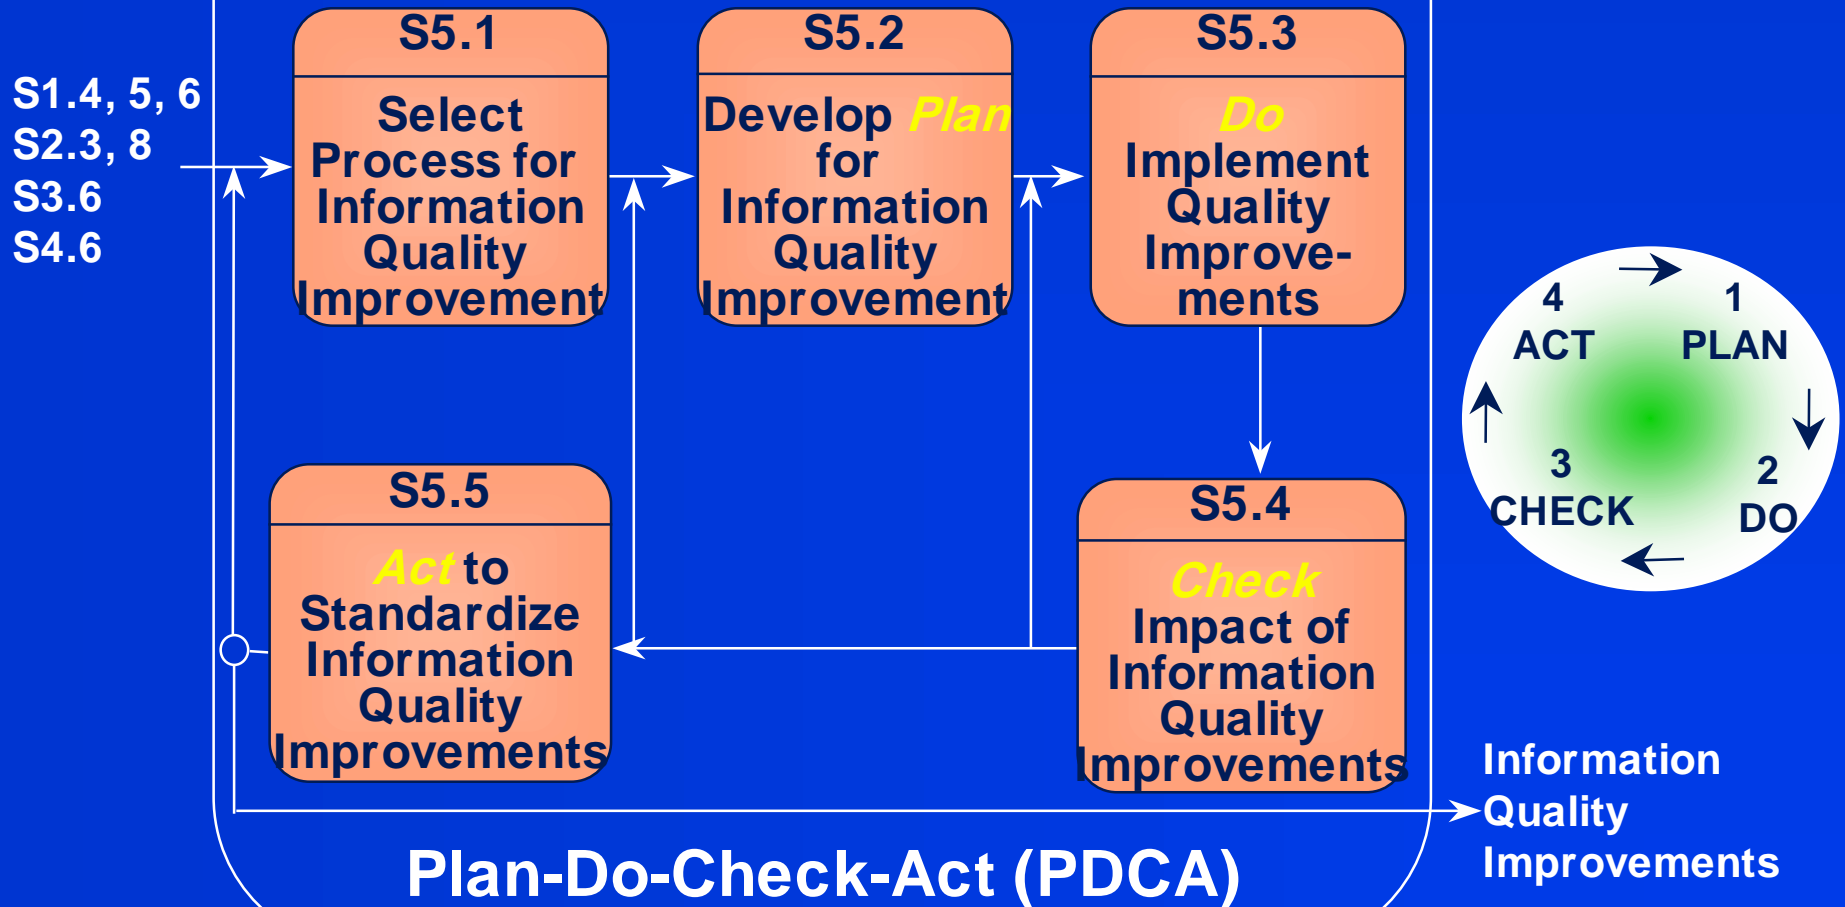 S1.4, 5, 6
S2.3, 8
S3.6
S4.6
S5.1
Select
Process for
Information
Quality
Improvement
S5.2
Develop Plan
for
Information
Quality
Improvement
S5.3
Do
Implement
Quality
Improve-
ments
S5.4
Check
Impact of
Information
Quality
Improvements
S5.5
Act to
Standardize
Information
Quality
Improvements
4
ACT
1
PLAN
3
CHECK
2
DO
Information
Quality
Improvements
Plan-Do-Check-Act (PDCA)